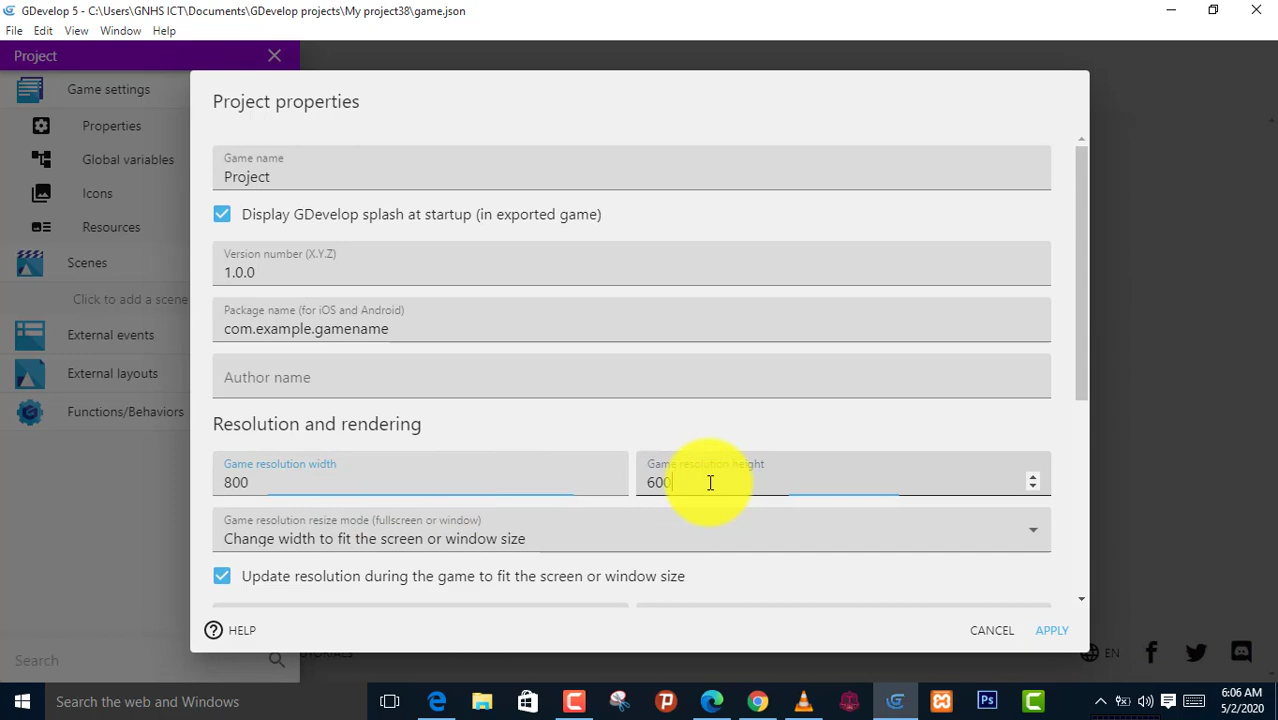 GDevelop 5 - C:\Users\GNHS ICT\Documents\GDevelop projects\My project38\game.json
File Edit View Window Help
Project
Game settings
Properties
Global variables
Icons
Resources
Scenes
Click to add a scene
External events
External layouts
Functions/Behaviors
Search
Project properties
Game name
Project
Display GDevelop splash at startup (in exported game)
Version number (X.Y.Z)
1.0.0
Package name (for iOS and Android)
com.example.gamename
Author name
Resolution and rendering
Game resolution width
800
Game resolution height
600
Game resolution resize mode (fullscreen or window)
Change width to fit the screen or window size
Update resolution during the game to fit the screen or window size
HELP
CANCEL APPLY
EN
Search the web and Windows
6:06 AM
5/2/2020